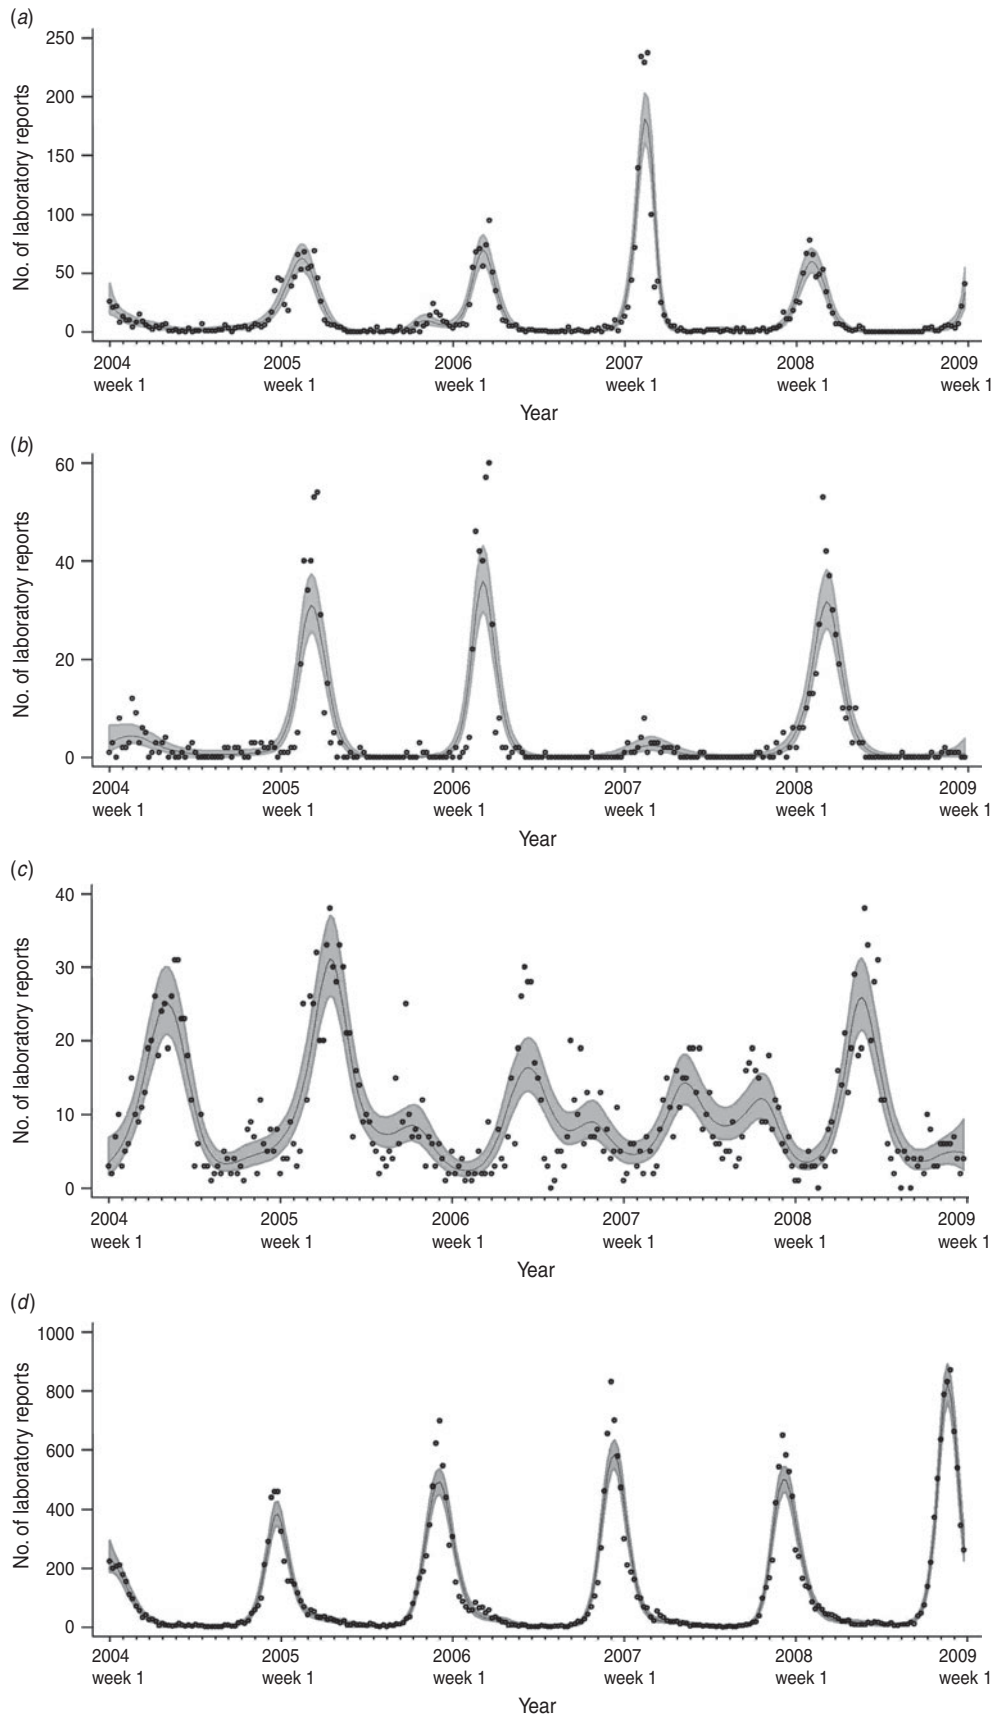 (a)
No. of laboratory reports
250
200
150
100
50
0
2004 2005 2006 2007 2008 2009
week 1 week 1 week 1 week 1 week 1 week 1
Year
(b)
No. of laboratory reports
60
40
20
0
2004 2005 2006 2007 2008 2009
week 1 week 1 week 1 week 1 week 1 week 1
Year
(c)
No. of laboratory reports
40
30
20
10
0
2004 2005 2006 2007 2008 2009
week 1 week 1 week 1 week 1 week 1 week 1
Year
(d)
No. of laboratory reports
1000
800
600
400
200
0
2004 2005 2006 2007 2008 2009
week 1 week 1 week 1 week 1 week 1 week 1
Year